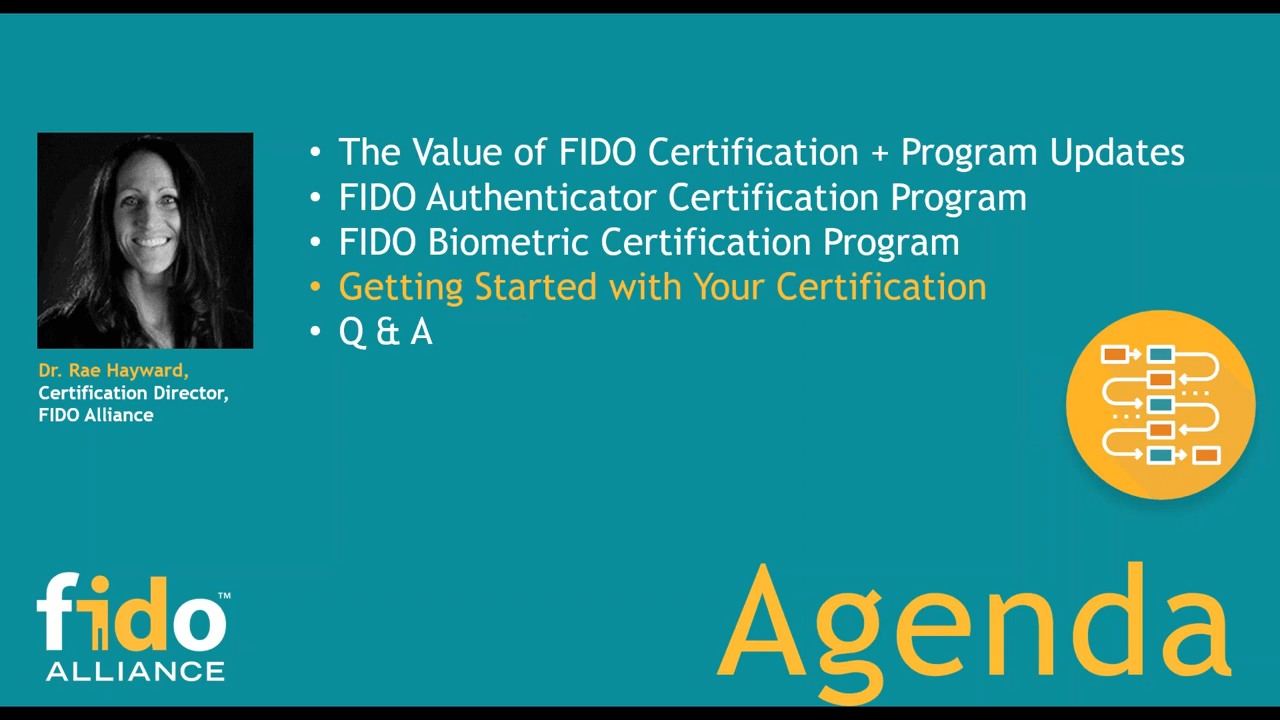 • The Value of FIDO Certification + Program Updates
• FIDO Authenticator Certification Program
• FIDO Biometric Certification Program
• Getting Started with Your Certification
• Q & A
Dr. Rae Hayward,
Certification Director,
FIDO Alliance
fido™
ALLIANCE
Agenda